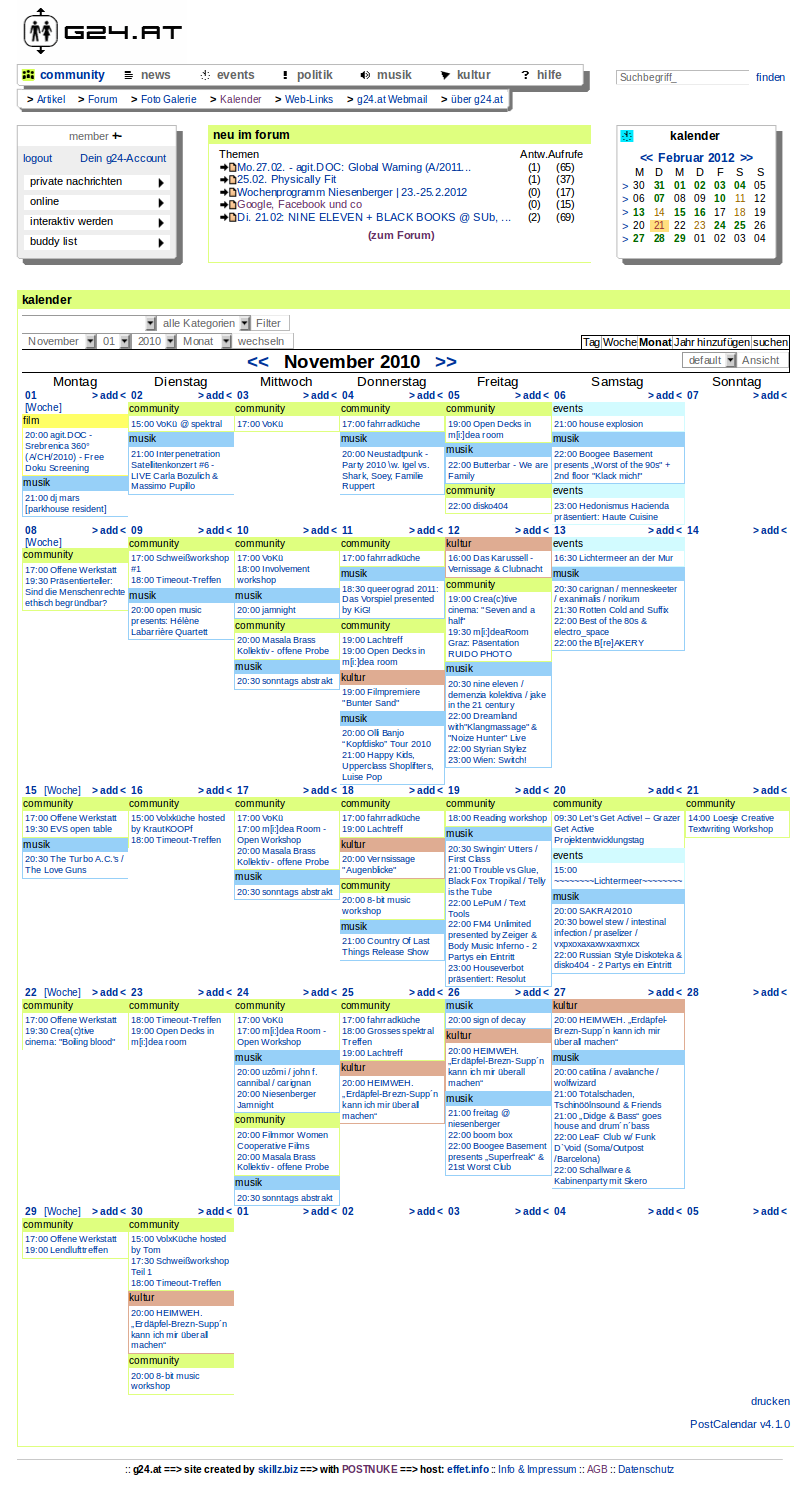 G24.AT
community news events politik musik kultur hilfe
Suchbegriff_ finden
> Artikel > Forum > Foto Galerie > Kalender > Web-Links > g24.at Webmail > über g24.at
member +-
logout Dein g24-Account
private nachrichten
online
interaktiv werden
buddy list
neu im forum
Themen Antw. Aufrufe
Mo.27.02. - agit.DOC: Global Warning (A/2011... (1) (65)
25.02. Physically Fit (1) (37)
Wochenprogramm Niesenberger | 23.-25.2.2012 (0) (17)
Google, Facebook und co (0) (15)
Di. 21.02: NINE ELEVEN + BLACK BOOKS @ SUb, ... (2) (69)
(zum Forum)
kalender
<< Februar 2012 >>
M D M D F S S
> 30 31 01 02 03 04 05
> 06 07 08 09 10 11 12
> 13 14 15 16 17 18 19
> 20 21 22 23 24 25 26
> 27 28 29 01 02 03 04
kalender
alle Kategorien Filter
November 01 2010 Monat wechseln
Tag Woche Monat Jahr hinzufügen suchen
<< November 2010 >>
default Ansicht
Montag Dienstag Mittwoch Donnerstag Freitag Samstag Sonntag
01 > add <
[Woche]
film
20:00 agit.DOC -
Srebrenica 360°
(A/CH/2010) - Free
Doku Screening
musik
21:00 dj mars
[parkhouse resident]
02 > add <
community
15:00 VoKü @ spektral
musik
21:00 Interpenetration
Satellitenkonzert #6 -
LIVE Carla Bozulich &
Massimo Pupillo
03 > add <
community
17:00 VoKü
04 > add <
community
17:00 fahrradküche
musik
20:00 Neustadtpunk -
Party 2010 \w. Igel vs.
Shark, Soey, Familie
Ruppert
05 > add <
community
19:00 Open Decks in
m[i:]dea room
musik
22:00 Butterbar - We are
Family
community
22:00 disko404
06 > add <
events
21:00 house explosion
musik
22:00 Boogee Basement
presents „Worst of the 90s" +
2nd floor "Klack mich!"
events
23:00 Hedonismus Hacienda
präsentiert: Haute Cuisine
07 > add <
08 > add <
[Woche]
community
17:00 Offene Werkstatt
19:30 Präsentierteller:
Sind die Menschenrechte
ethisch begründbar?
09 > add <
community
17:00 Schweißworkshop
#1
18:00 Timeout-Treffen
musik
20:00 open music
presents: Hélène
Labarrière Quartett
10 > add <
community
17:00 VoKü
18:00 Involvement
workshop
musik
20:00 jamnight
community
20:00 Masala Brass
Kollektiv - offene Probe
musik
20:30 sonntags abstrakt
11 > add <
community
17:00 fahrradküche
musik
18:30 queerograd 2011:
Das Vorspiel presented
by KiG!
community
19:00 Lachtreff
19:00 Open Decks in
m[i:]dea room
kultur
19:00 Filmpremiere
"Bunter Sand"
musik
20:00 Olli Banjo
"Kopfdisko" Tour 2010
21:00 Happy Kids,
Upperclass Shoplifters,
Luise Pop
12 > add <
kultur
16:00 Das Karussell -
Vernissage & Clubnacht
community
19:00 Crea(c)tive
cinema: "Seven and a
half"
19:30 m[i:]deaRoom
Graz: Päsentation
RUIDO PHOTO
musik
20:30 nine eleven /
demenzia kolektiva / jake
in the 21 century
22:00 Dreamland
with"Klangmassage" &
"Noize Hunter" Live
22:00 Styrian Stylez
23:00 Wien: Switch!
13 > add <
events
16:30 Lichtermeer an der Mur
musik
20:30 carignan / menneskeeter
/ exanimalis / norikum
21:30 Rotten Cold and Suffix
22:00 Best of the 80s &
electro_space
22:00 the B[re]AKERY
14 > add <
15 [Woche] > add <
community
17:00 Offene Werkstatt
19:30 EVS open table
musik
20:30 The Turbo A.C.'s /
The Love Guns
16 > add <
community
15:00 Volxküche hosted
by KrautKOOPf
18:00 Timeout-Treffen
17 > add <
community
17:00 VoKü
17:00 m[i:]dea Room -
Open Workshop
20:00 Masala Brass
Kollektiv - offene Probe
musik
20:30 sonntags abstrakt
18 > add <
community
17:00 fahrradküche
19:00 Lachtreff
kultur
20:00 Vernsissage
"Augenblicke"
community
20:00 8-bit music
workshop
musik
21:00 Country Of Last
Things Release Show
19 > add <
community
18:00 Reading workshop
musik
20:30 Swingin' Utters /
First Class
21:00 Trouble vs Glue,
Black Fox Tropikal / Telly
is the Tube
22:00 LePuM / Text
Tools
22:00 FM4 Unlimited
presented by Zeiger &
Body Music Inferno - 2
Partys ein Eintritt
23:00 Houseverbot
präsentiert: Resolut
20 > add <
community
09:30 Let's Get Active! – Grazer
Get Active
Projektentwicklungstag
events
15:00
~~~~~~~~Lichtermeer~~~~~~~~
musik
20:00 SAKRA!2010
20:30 bowel stew / intestinal
infection / praselizer /
vxpxoxaxaxwxaxmxcx
22:00 Russian Style Diskoteka &
disko404 - 2 Partys ein Eintritt
21 > add <
community
14:00 Loesje Creative
Textwriting Workshop
22 [Woche] > add <
community
17:00 Offene Werkstatt
19:30 Crea(c)tive
cinema: "Boiling blood"
23 > add <
community
18:00 Timeout-Treffen
19:00 Open Decks in
m[i:]dea room
24 > add <
community
17:00 VoKü
17:00 m[i:]dea Room -
Open Workshop
musik
20:00 uzômi / john f.
cannibal / carignan
20:00 Niesenberger
Jamnight
community
20:00 Filmmor Women
Cooperative Films
20:00 Masala Brass
Kollektiv - offene Probe
musik
20:30 sonntags abstrakt
25 > add <
community
17:00 fahrradküche
18:00 Grosses spektral
Treffen
19:00 Lachtreff
kultur
20:00 HEIMWEH.
„Erdäpfel-Brezn-Supp´n
kann ich mir überall
machen"
26 > add <
musik
20:00 sign of decay
kultur
20:00 HEIMWEH.
„Erdäpfel-Brezn-Supp´n
kann ich mir überall
machen"
musik
21:00 freitag @
niesenberger
22:00 boom box
22:00 Boogee Basement
presents „Superfreak" &
21st Worst Club
27 > add <
kultur
20:00 HEIMWEH. „Erdäpfel-
Brezn-Supp´n kann ich mir
überall machen"
musik
20:00 catilina / avalanche /
wolfwizard
21:00 Totalschaden,
Tschinöölnsound & Friends
21:00 „Didge & Bass" goes
house and drum´n´bass
22:00 LeaF Club w/ Funk
D`Void (Soma/Outpost
/Barcelona)
22:00 Schallware &
Kabinenparty mit Skero
28 > add <
29 [Woche] > add <
community
17:00 Offene Werkstatt
19:00 Lendlufttreffen
30 > add <
community
15:00 VolxKüche hosted
by Tom
17:30 Schweißworkshop
Teil 1
18:00 Timeout-Treffen
kultur
20:00 HEIMWEH.
„Erdäpfel-Brezn-Supp´n
kann ich mir überall
machen"
community
20:00 8-bit music
workshop
01 > add <
02 > add <
03 > add <
04 > add <
05 > add <
drucken
PostCalendar v4.1.0
:: g24.at ==> site created by skillz.biz ==> with POSTNUKE ==> host: effet.info :: Info & Impressum :: AGB :: Datenschutz